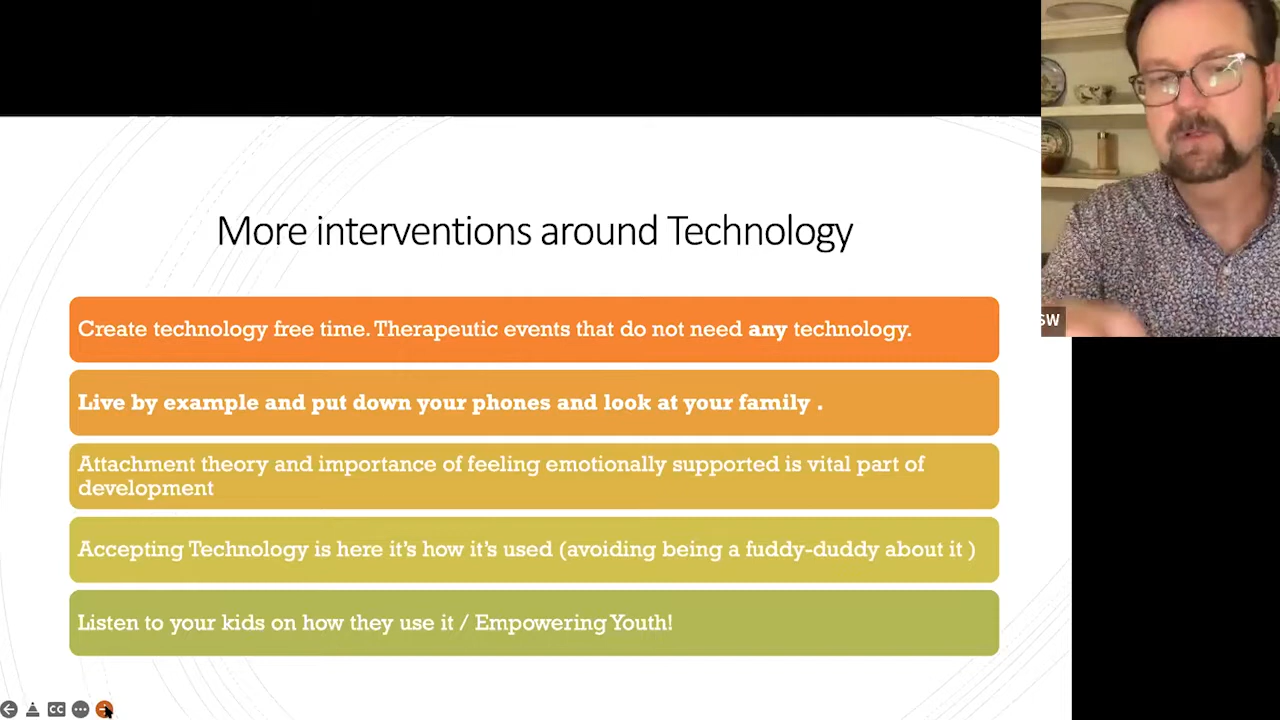 More interventions around Technology
Create technology free time. Therapeutic events that do not need any technology.
Live by example and put down your phones and look at your family .
Attachment theory and importance of feeling emotionally supported is vital part of
development
Accepting Technology is here it's how it's used (avoiding being a fuddy-duddy about it )
Listen to your kids on how they use it / Empowering Youth!
SW
CC